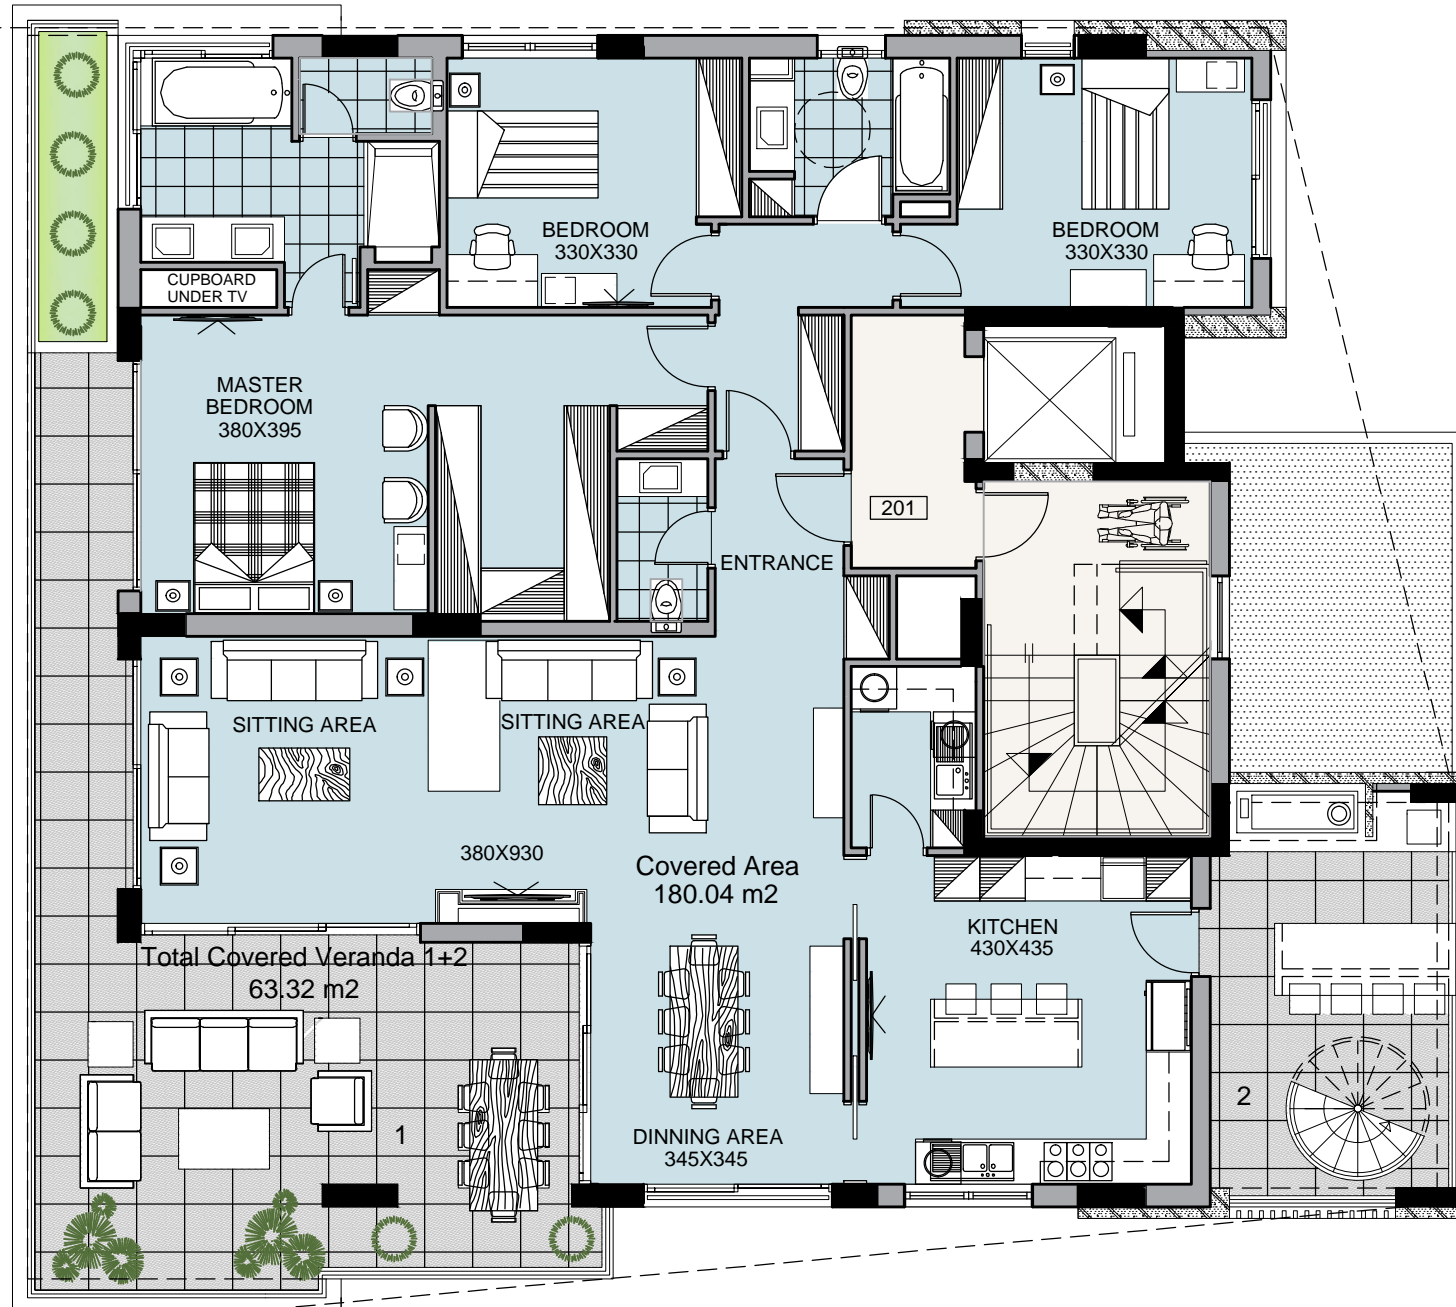 BEDROOM
330X330
BEDROOM
330X330
CUPBOARD
UNDER TV
MASTER
BEDROOM
380X395
201
ENTRANCE
SITTING AREA
SITTING AREA
380X930
Covered Area
180.04 m2
KITCHEN
430X435
Total Covered Veranda 1+2
63.32 m2
1
2
DINNING AREA
345X345